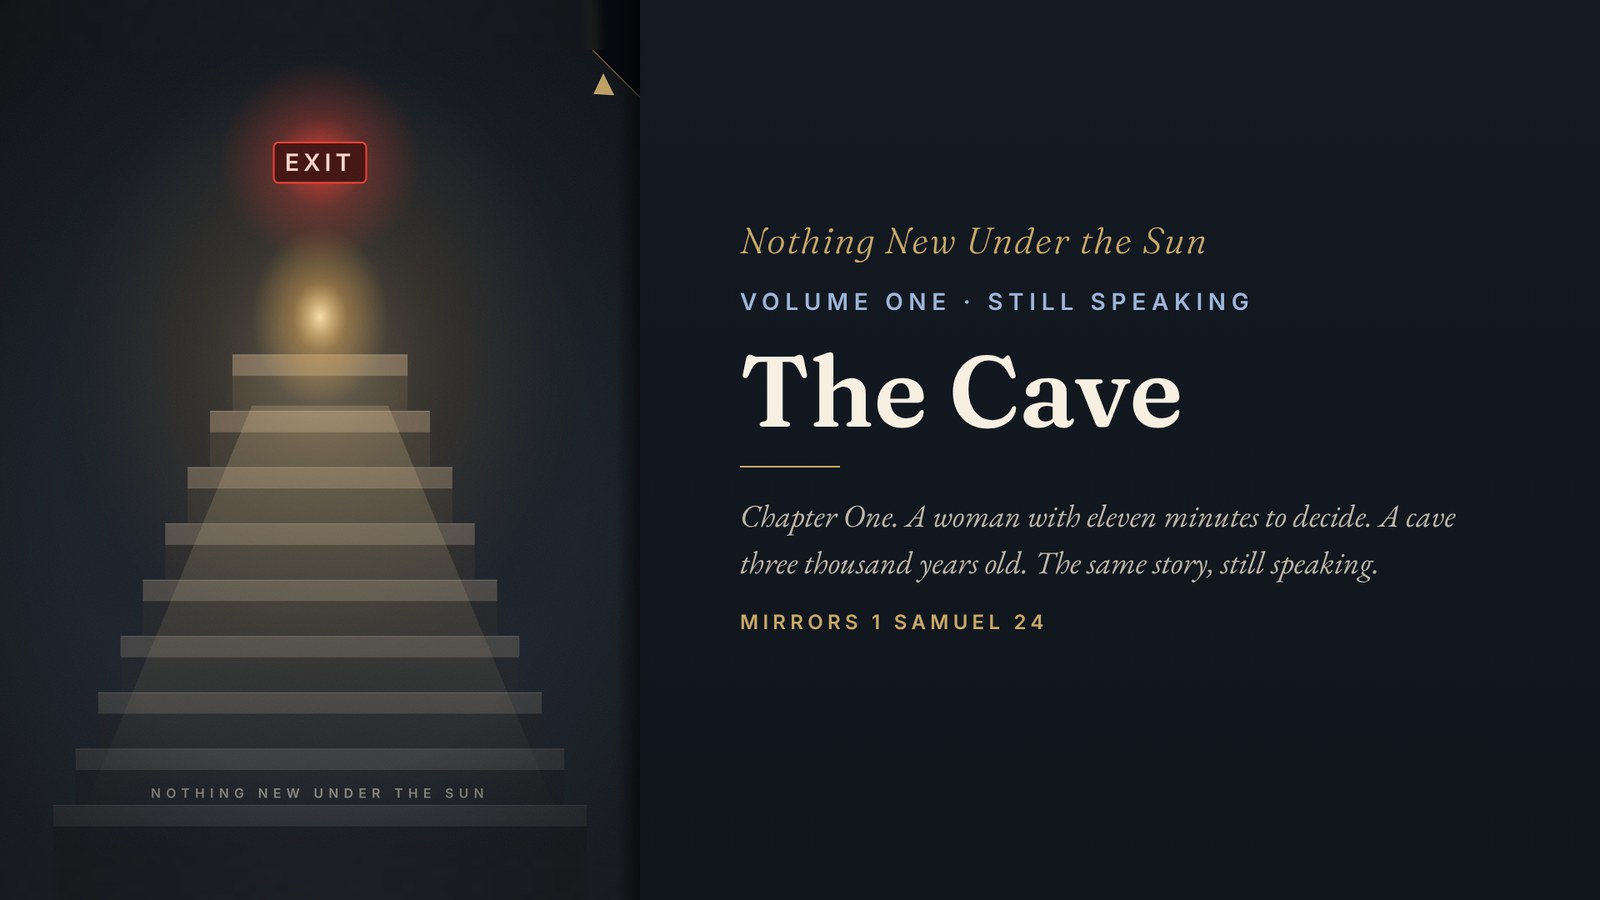 EXIT
NOTHING NEW UNDER THE SUN
Nothing New Under the Sun
VOLUME ONE · STILL SPEAKING
The Cave
Chapter One. A woman with eleven minutes to decide. A cave
three thousand years old. The same story, still speaking.
MIRRORS 1 SAMUEL 24